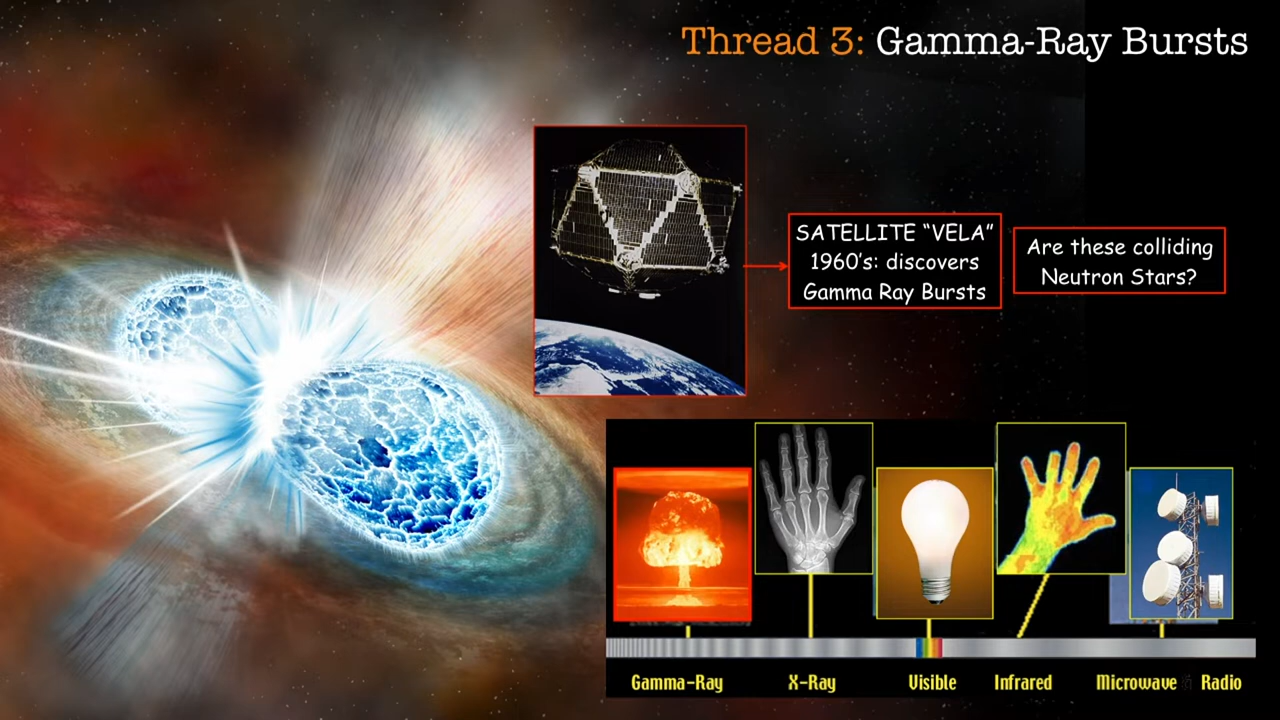 Thread 3: Gamma-Ray Bursts
SATELLITE “VELA”
1960's: discovers
Gamma Ray Bursts
Are these colliding
Neutron Stars?
Gamma-Ray X-Ray Visible Infrared Microwave Radio